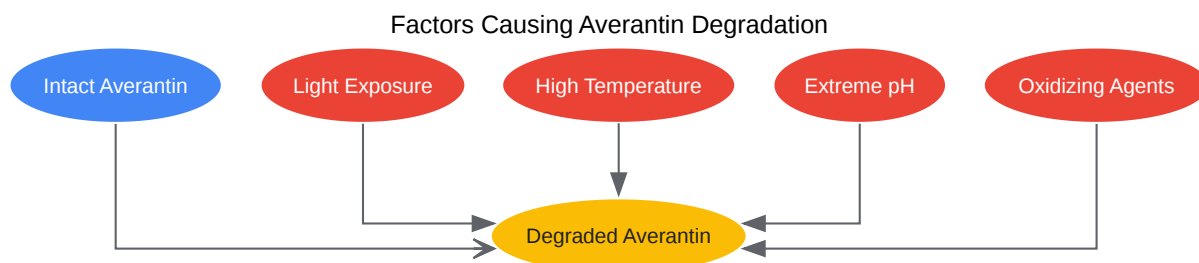 Factors Causing Averantin Degradation
Intact Averantin
Light Exposure
High Temperature
Extreme pH
Oxidizing Agents
Degraded Averantin